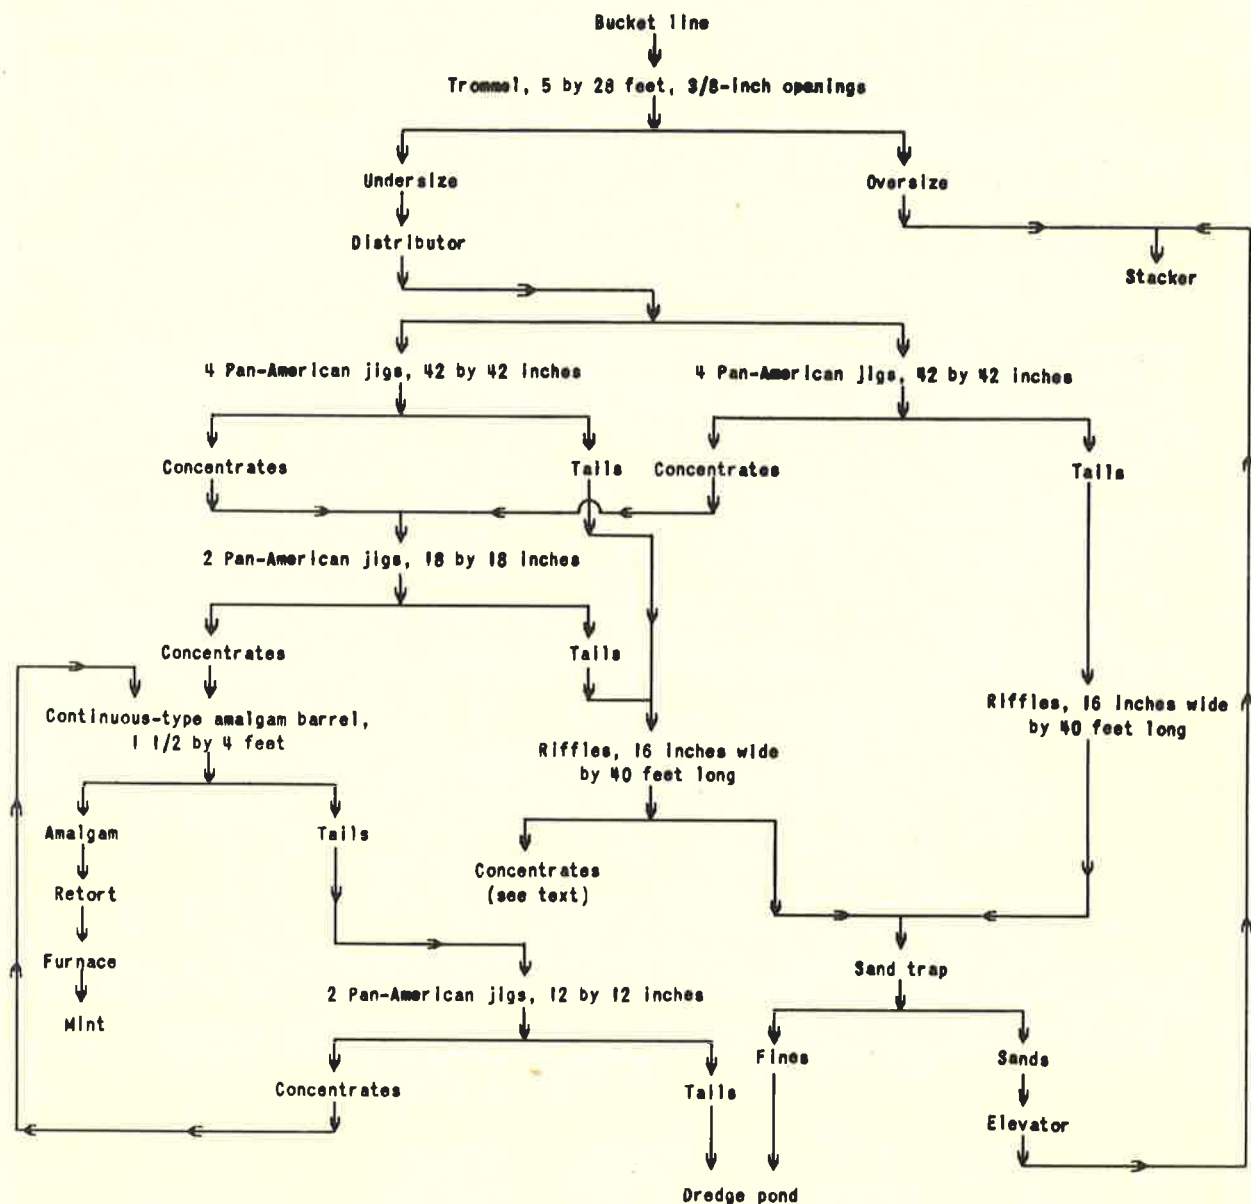 Bucket line
Trommel, 5 by 28 feet, 3/8-inch openings
Undersize
Oversize
Distributor
Stacker
4 Pan-American jigs, 42 by 42 inches
4 Pan-American jigs, 42 by 42 inches
Concentrates
Tails
Concentrates
Tails
2 Pan-American jigs, 18 by 18 inches
Concentrates
Tails
Continuous-type amalgam barrel,
1 1/2 by 4 feet
Riffles, 16 inches wide
by 40 feet long
Riffles, 16 inches wide
by 40 feet long
Amalgam
Tails
Concentrates
(see text)
Retort
Furnace
Sand trap
2 Pan-American jigs, 12 by 12 inches
Mint
Fines
Sands
Concentrates
Tails
Elevator
Dredge pond